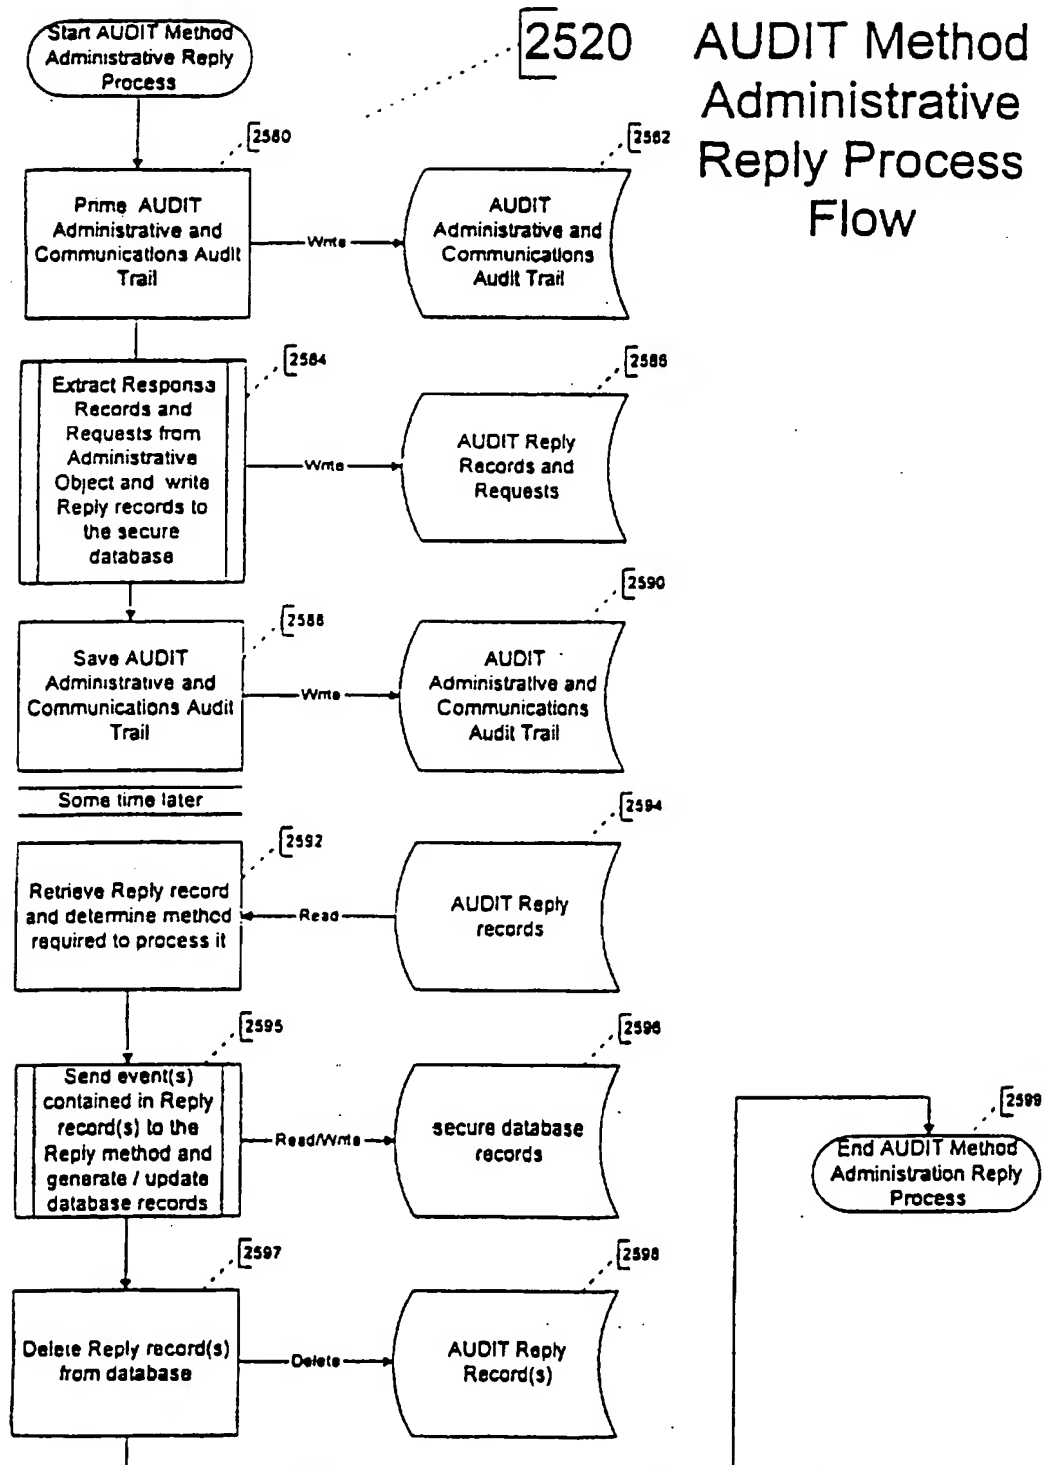 Start AUDIT Method
Administrative Reply
Process
2520
AUDIT Method
Administrative
Reply Process
Flow
2580
2582
Prime AUDIT
Administrative and
Communications Audit
Trail
Write
AUDIT
Administrative and
Communications
Audit Trail
2584
2586
Extract Response
Records and
Requests from
Administrative
Object and write
Reply records to
the secure
database
Write
AUDIT Reply
Records and
Requests
2588
2590
Save AUDIT
Administrative and
Communications Audit
Trail
Write
AUDIT
Administrative and
Communications
Audit Trail
Some time later
2592
2594
Retrieve Reply record
and determine method
required to process it
Read
AUDIT Reply
records
2595
2596
Send event(s)
contained in Reply
record(s) to the
Reply method and
generate / update
database records
Read/Write
secure database
records
2599
End AUDIT Method
Administration Reply
Process
2597
2598
Delete Reply record(s)
from database
Delete
AUDIT Reply
Record(s)